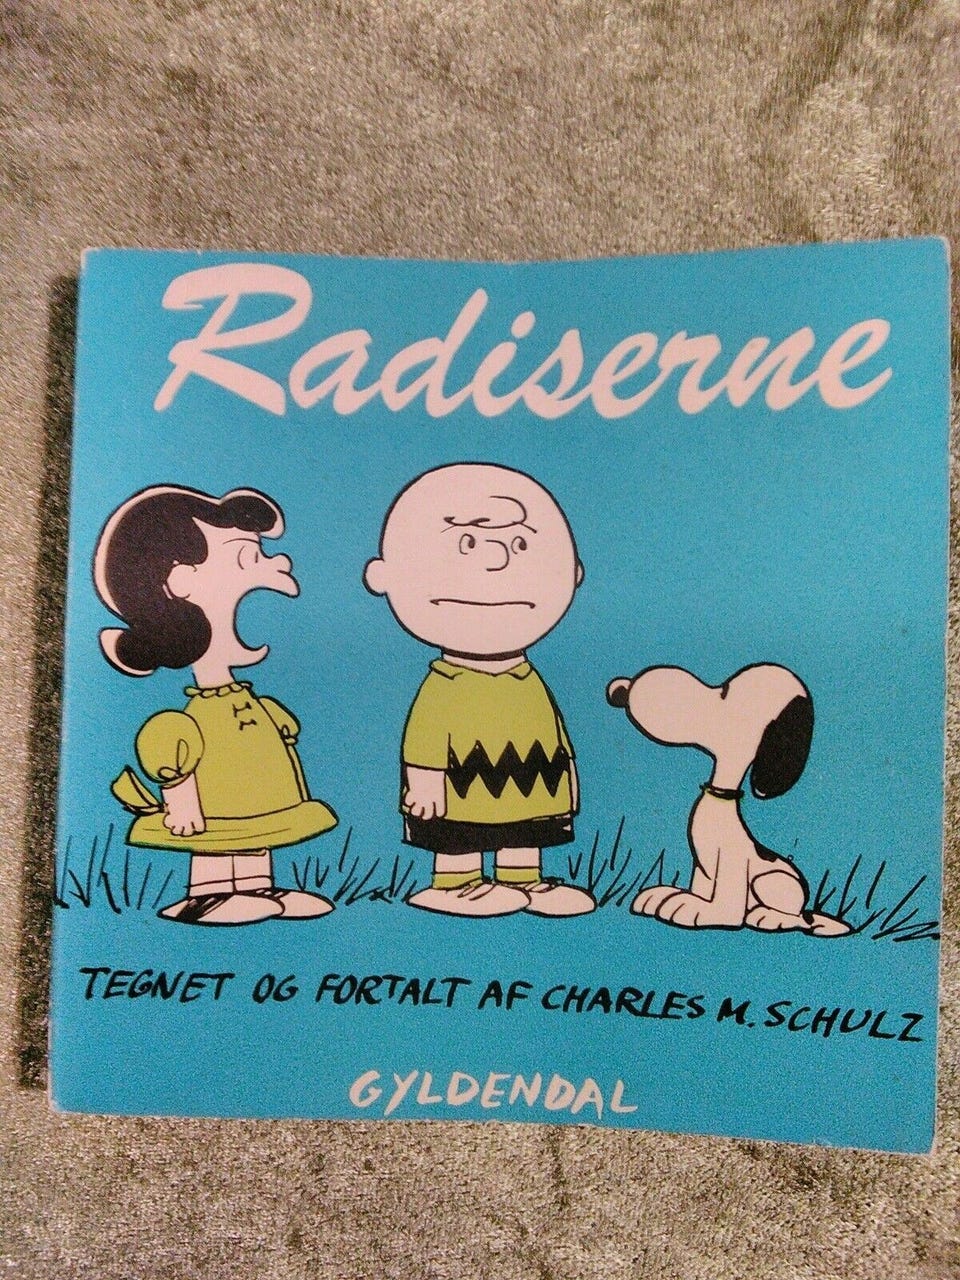 Radiserne
TEGNET OG FORTALT AF CHARLES M. SCHULZ
GYLDENDAL